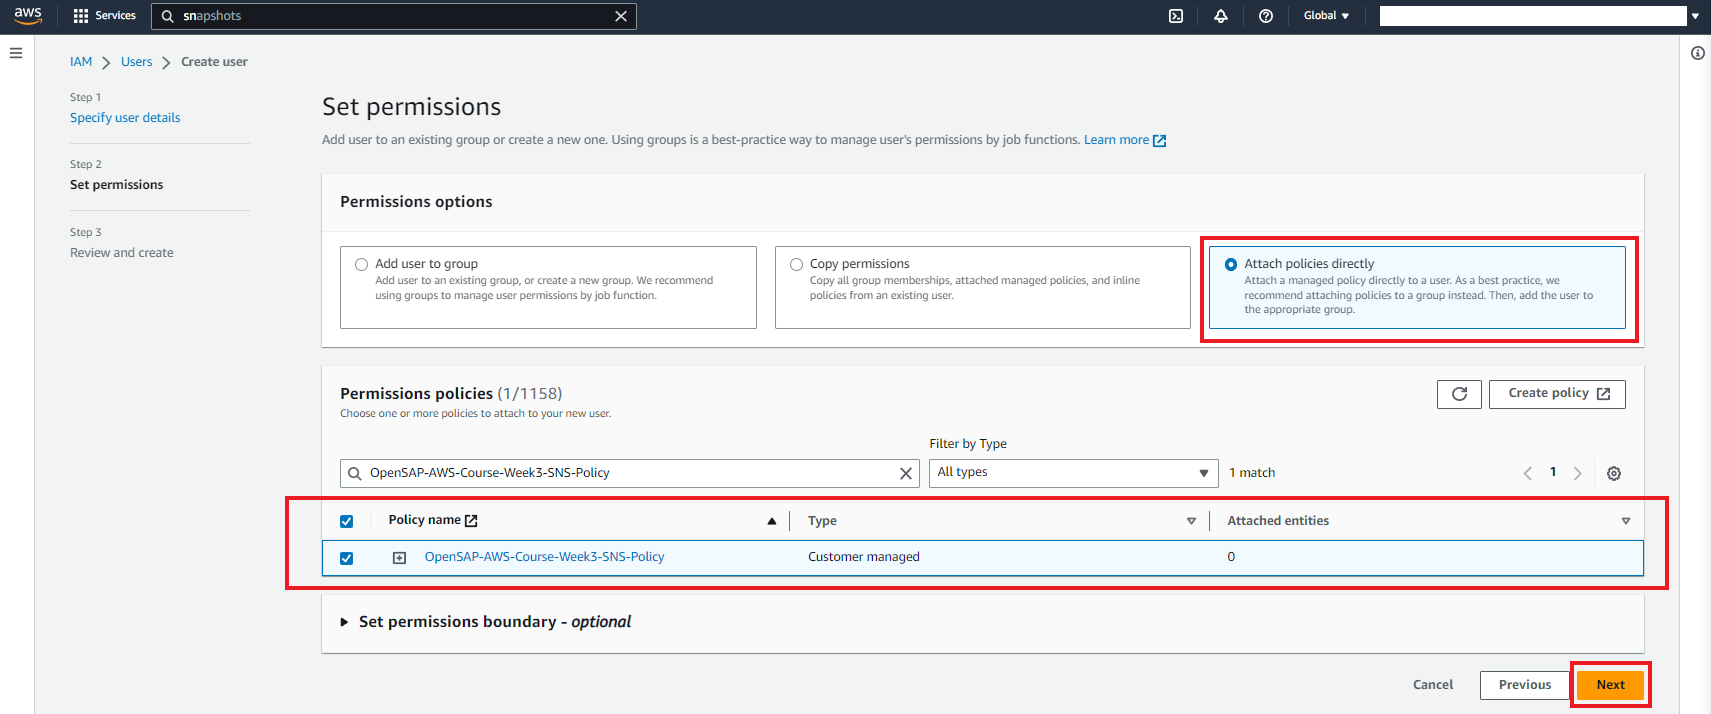 aws
Services
snapshots
Global
IAM
Users
Create user
Step 1
Specify user details
Step 2
Set permissions
Step 3
Review and create
Set permissions
Add user to an existing group or create a new one. Using groups is a best-practice way to manage user's permissions by job functions. Learn more
Permissions options
Add user to group
Add user to an existing group, or create a new group. We recommend
using groups to manage user permissions by job function.
Copy permissions
Copy all group memberships, attached managed policies, and inline
policies from an existing user.
Attach policies directly
Attach a managed policy directly to a user. As a best practice, we
recommend attaching policies to a group instead. Then, add the user to
the appropriate group.
Permissions policies (1/1158)
Choose one or more policies to attach to your new user.
Create policy
Filter by Type
OpenSAP-AWS-Course-Week3-SNS-Policy
All types
1 match
1
Policy name
Type
Attached entities
OpenSAP-AWS-Course-Week3-SNS-Policy
Customer managed
0
Set permissions boundary - optional
Cancel
Previous
Next